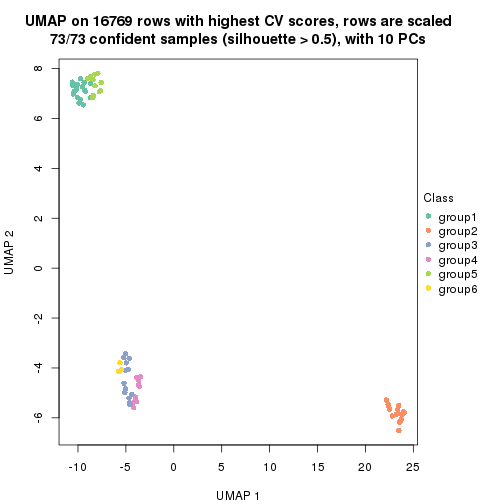 UMAP on 16769 rows with highest CV scores, rows are scaled
73/73 confident samples (silhouette > 0.5), with 10 PCs
8
6
4
2
0
-2
-4
-6
UMAP 2
-10
-5
0
5
10
15
20
25
UMAP 1
Class
group1
group2
group3
group4
group5
group6